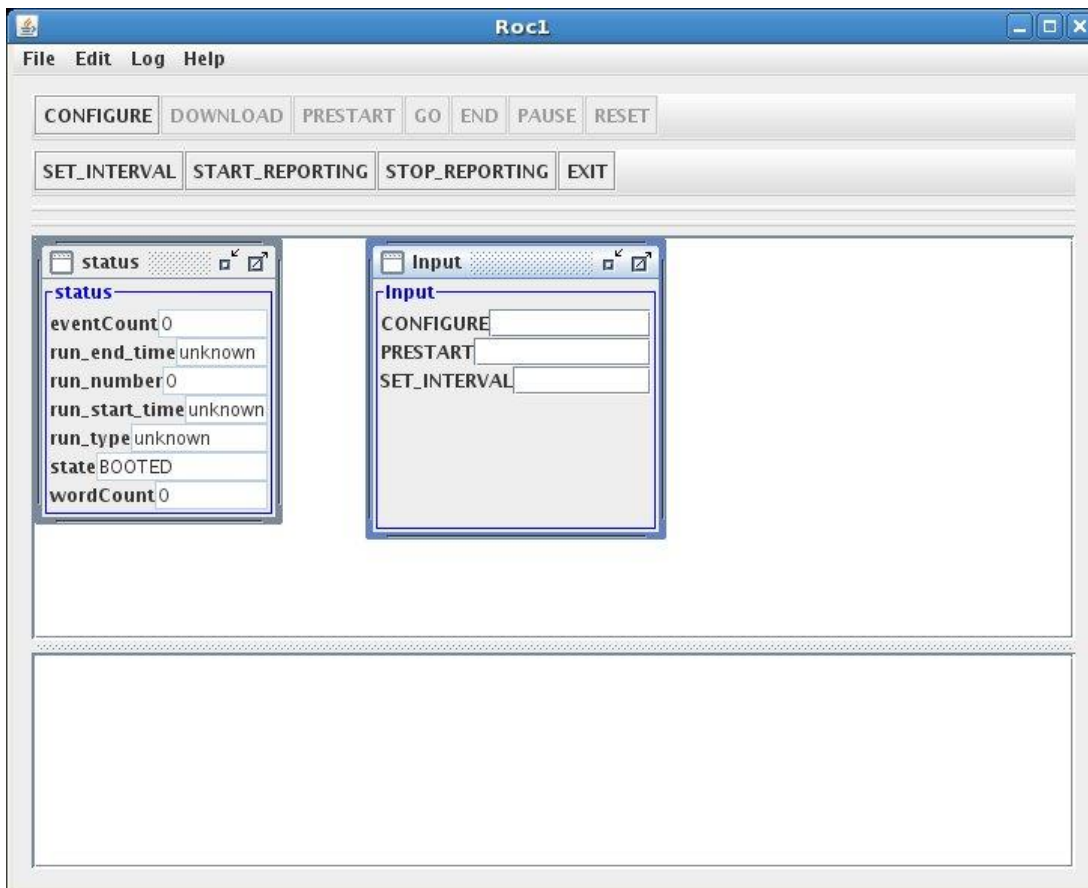 Roc1
File Edit Log Help
CONFIGURE DOWNLOAD PRESTART GO END PAUSE RESET
SET_INTERVAL START_REPORTING STOP_REPORTING EXIT
status
status
eventCount 0
run_end_time unknown
run_number 0
run_start_time unknown
run_type unknown
state BOOTED
wordCount 0
Input
Input
CONFIGURE
PRESTART
SET_INTERVAL